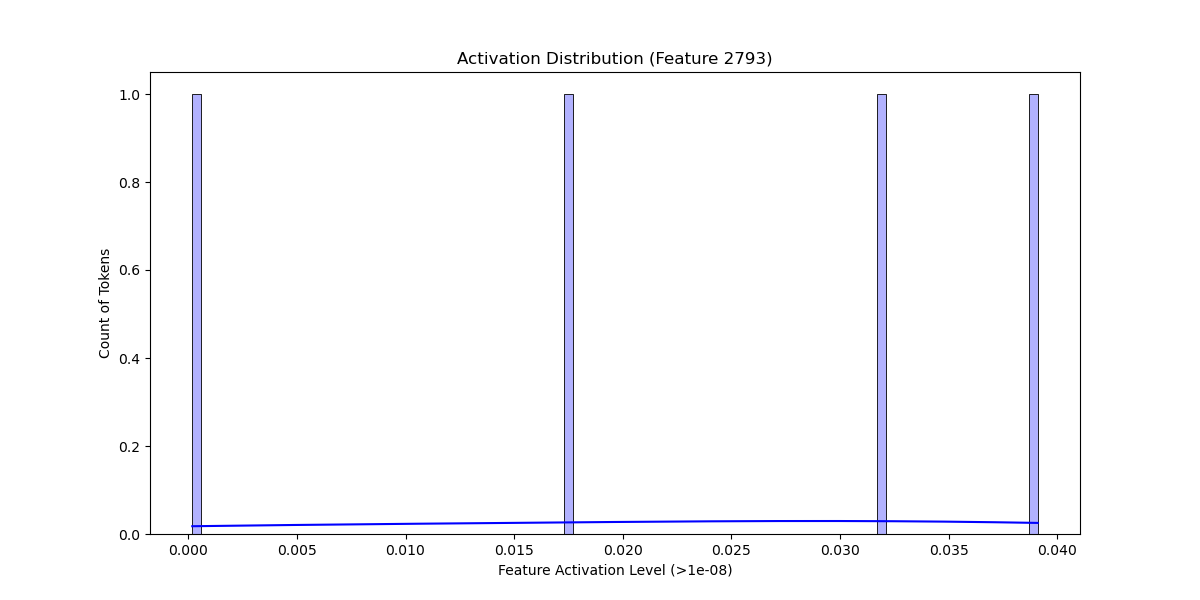 Activation Distribution (Feature 2793)
Count of Tokens
1.0
0.8
0.6
0.4
0.2
0.0
0.000 0.005 0.010 0.015 0.020 0.025 0.030 0.035 0.040
Feature Activation Level (>1e-08)